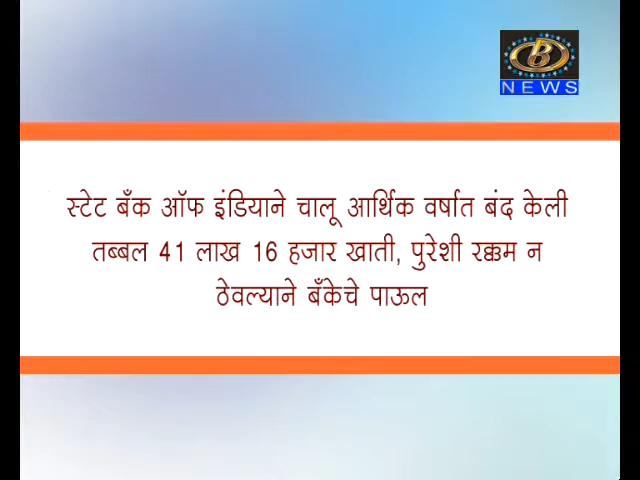 B
NEWS
स्टेट बँक ऑफ इंडियाने चालू आर्थिक वर्षात बंद केली
तब्बल 41 लाख 16 हजार खाती, पुरेशी रक्कम न
ठेवल्याने बँकेचे पाऊल